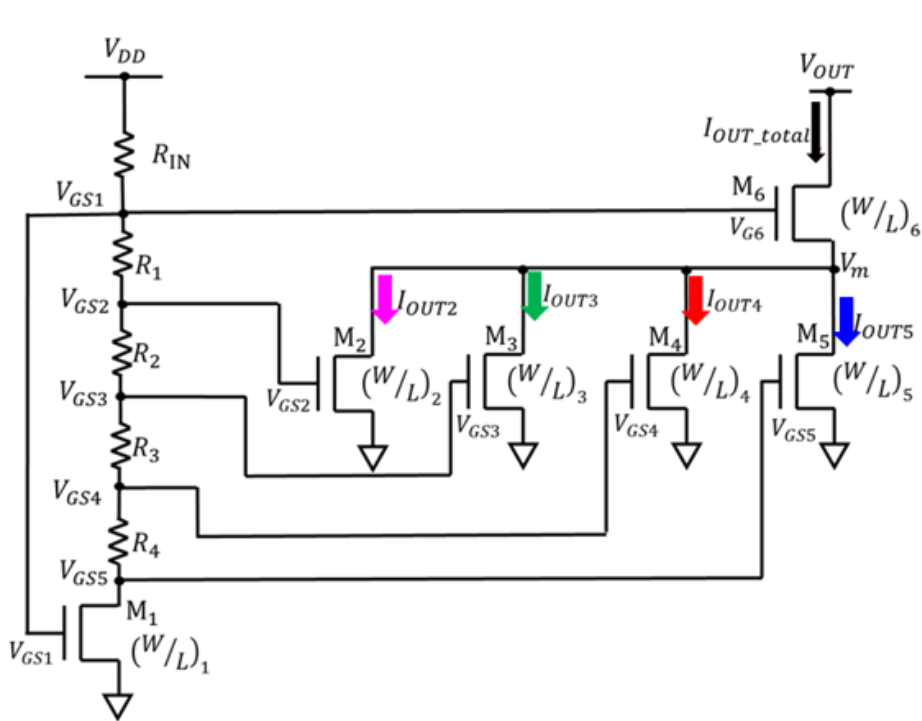 V_DD
V_OUT
I_OUT_total
R_IN
V_GS1
M_6
(W/L)_6
V_G6
R_1
V_m
V_GS2
I_OUT2
I_OUT3
I_OUT4
I_OUT5
R_2
M_2
M_3
M_4
M_5
(W/L)_2
(W/L)_3
(W/L)_4
(W/L)_5
V_GS3
V_GS2
V_GS3
V_GS4
V_GS5
R_3
V_GS4
R_4
V_GS5
M_1
V_GS1
(W/L)_1